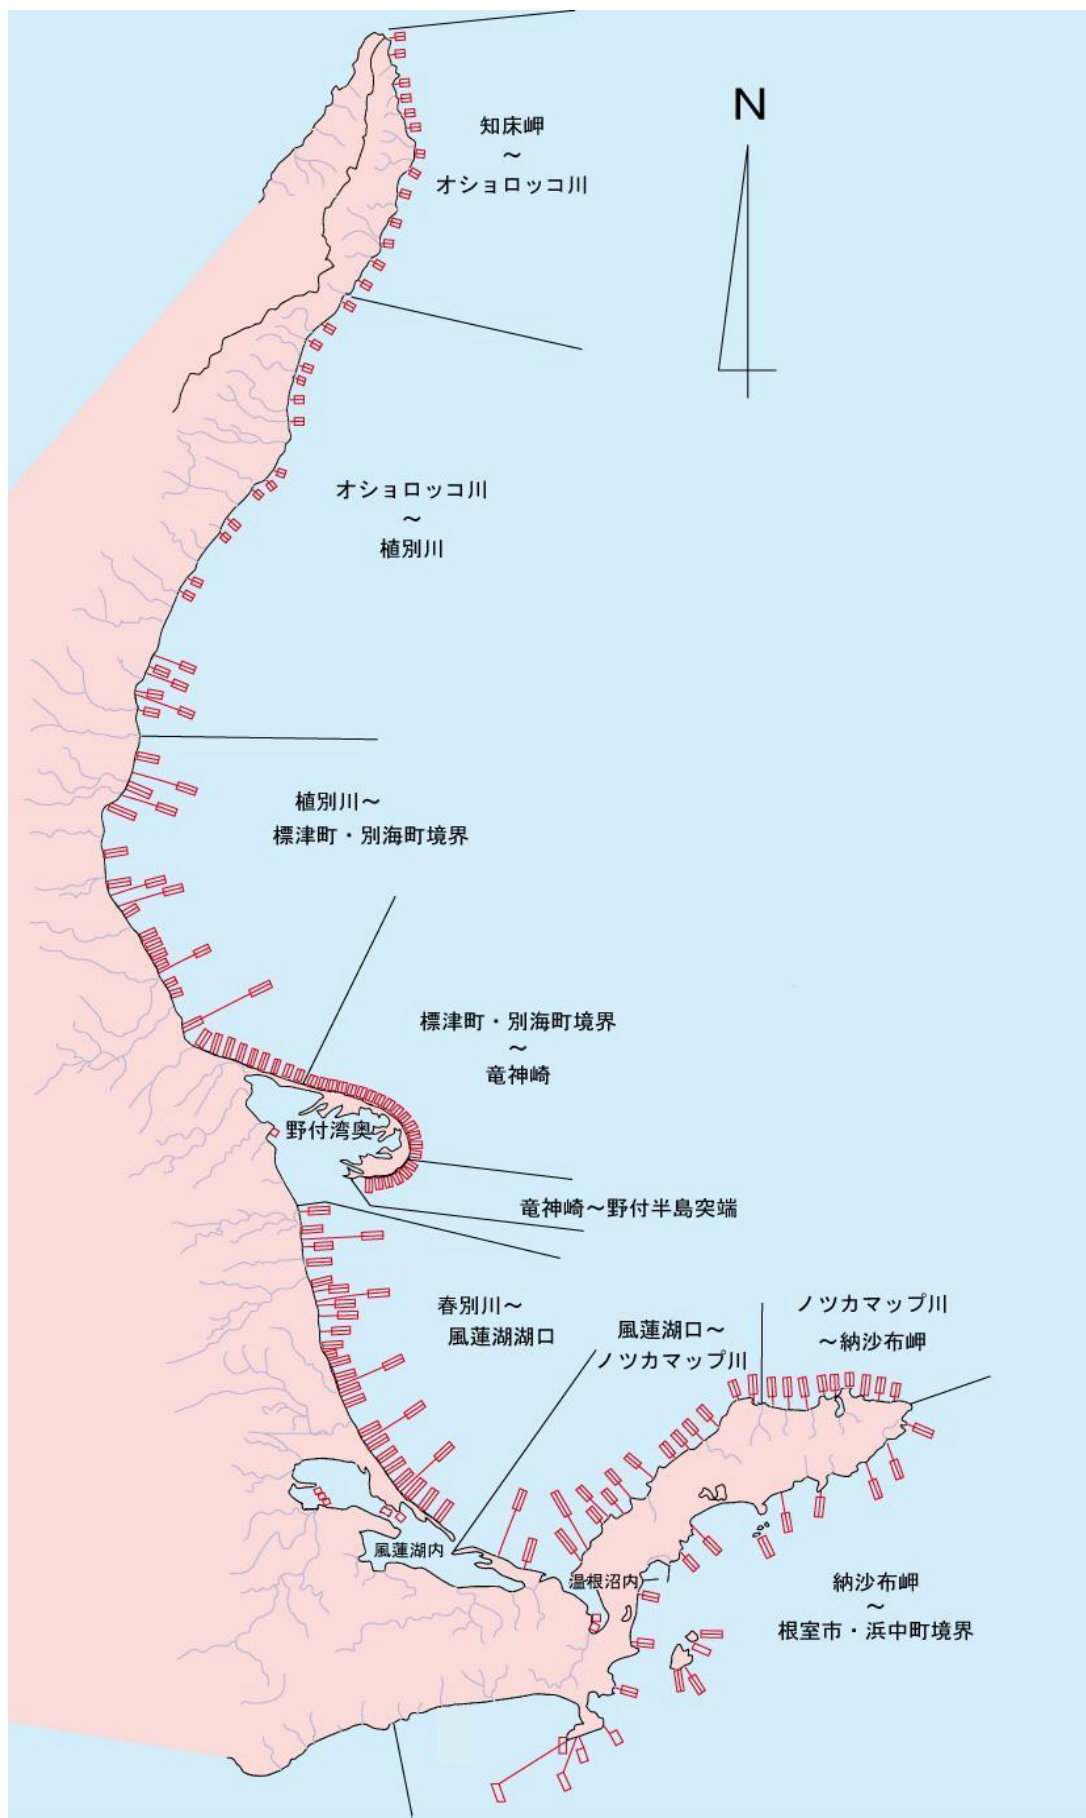 N
知床岬
～
オショロッコ川
オショロッコ川
～
植別川
植別川～
標津町・別海町境界
標津町・別海町境界
～
竜神崎
野付湾奥
竜神崎～野付半島突端
春別川～
風蓮湖湖口
風蓮湖口～
ノツカマップ川
ノツカマップ川
～納沙布岬
風蓮湖内
温根沼内
納沙布岬
～
根室市・浜中町境界